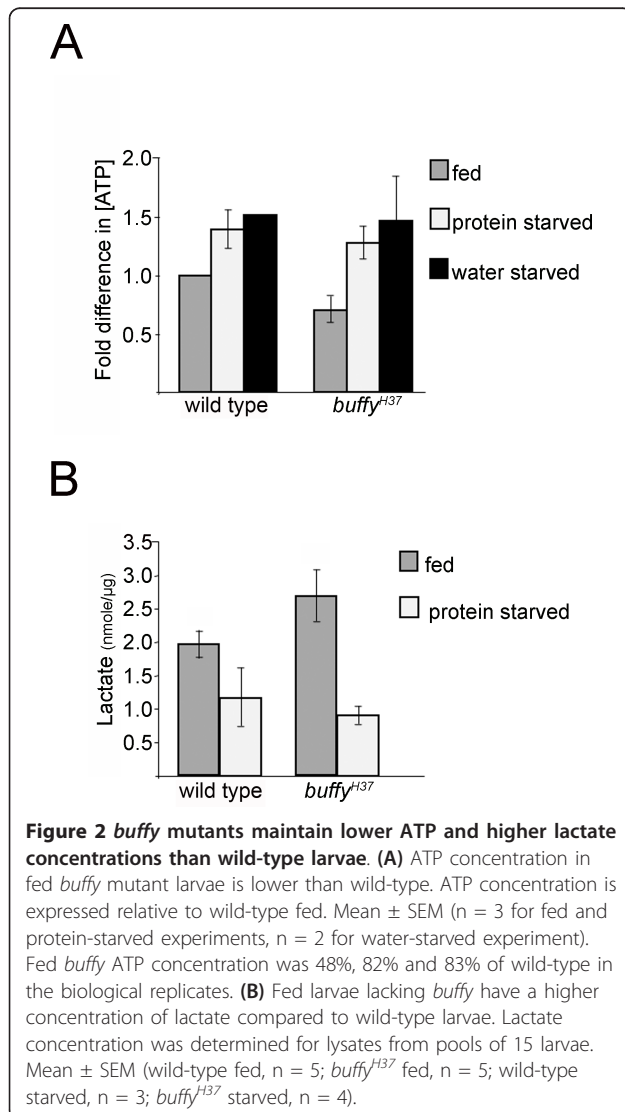 A
Fold difference in [ATP]
2.0
1.5
1.0
0.5
fed
protein starved
water starved
wild type
buffyH37
B
Lactate (nmole/μg)
3.5
3.0
2.5
2.0
1.5
1.0
0.5
fed
protein starved
wild type
buffyH37
Figure 2 buffy mutants maintain lower ATP and higher lactate
concentrations than wild-type larvae. (A) ATP concentration in
fed buffy mutant larvae is lower than wild-type. ATP concentration is
expressed relative to wild-type fed. Mean ± SEM (n = 3 for fed and
protein-starved experiments, n = 2 for water-starved experiment).
Fed buffy ATP concentration was 48%, 82% and 83% of wild-type in
the biological replicates. (B) Fed larvae lacking buffy have a higher
concentration of lactate compared to wild-type larvae. Lactate
concentration was determined for lysates from pools of 15 larvae.
Mean ± SEM (wild-type fed, n = 5; buffyH37 fed, n = 5; wild-type
starved, n = 3; buffyH37 starved, n = 4).